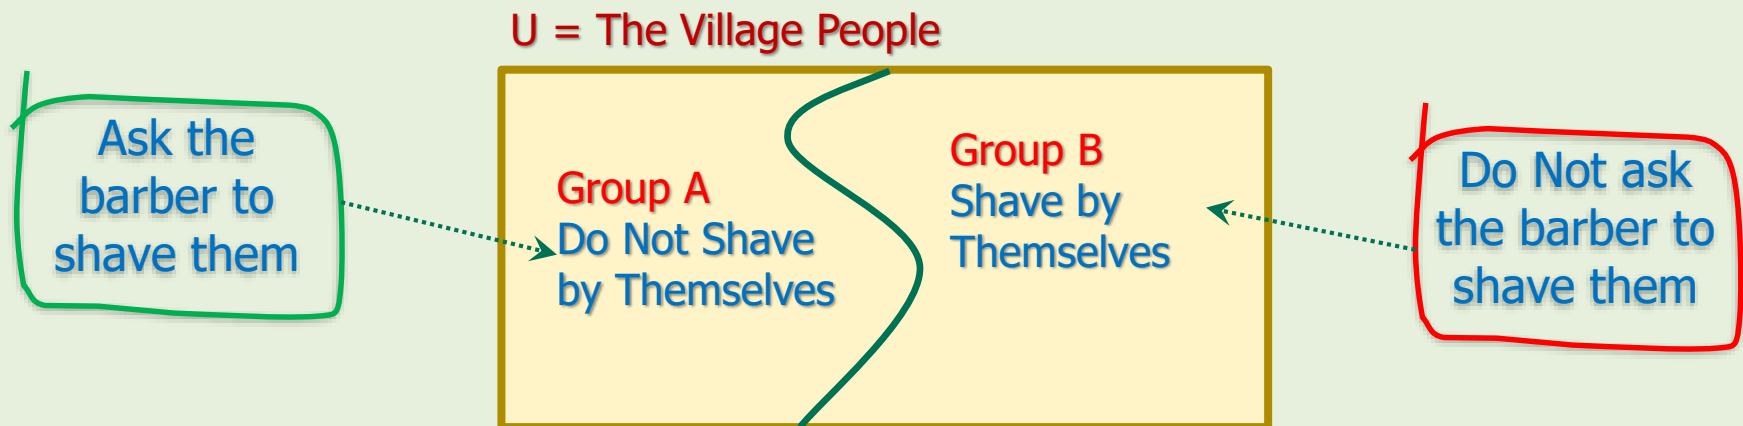 U = The Village People
Ask the
barber to
shave them
Group A
Do Not Shave
by Themselves
Group B
Shave by
Themselves
Do Not ask
the barber to
shave them